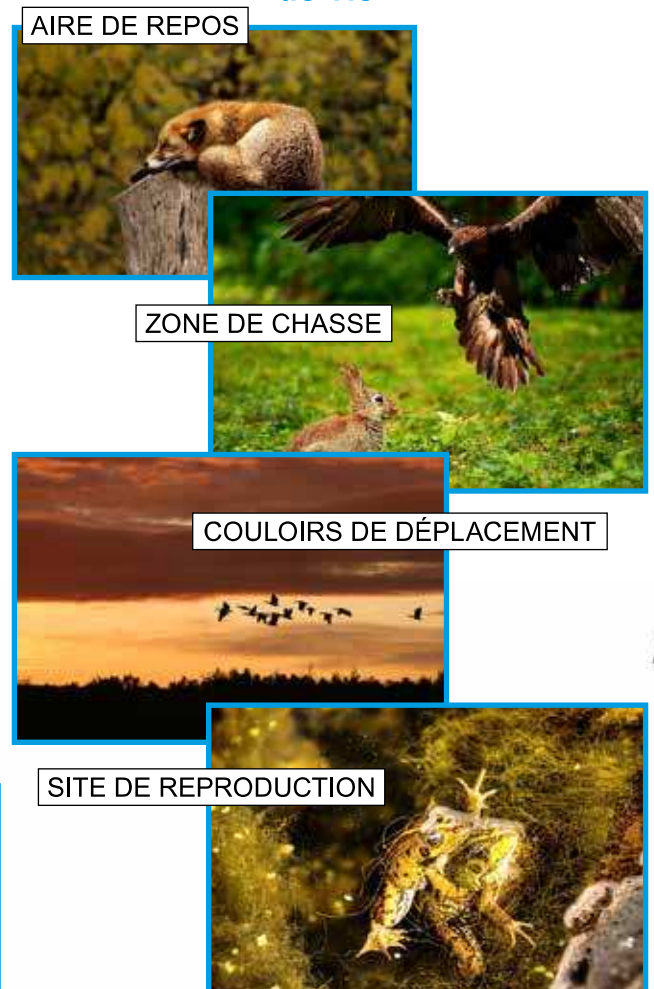 AIRE DE REPOS
ZONE DE CHASSE
COULOIRS DE DÉPLACEMENT
SITE DE REPRODUCTION